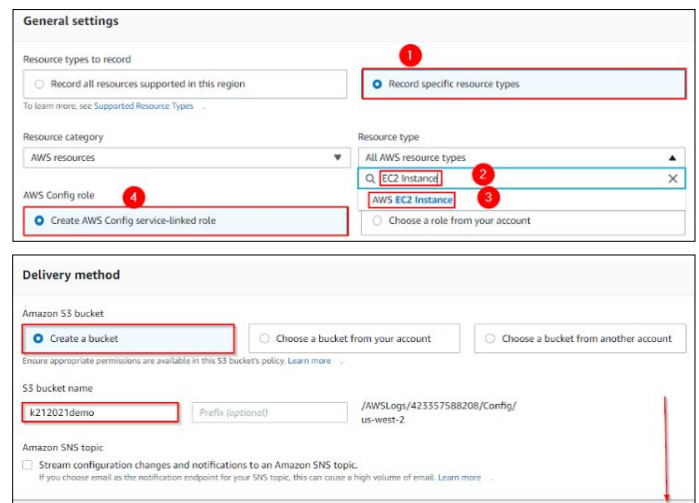 General settings
Resource types to record
1
Record all resources supported in this region
Record specific resource types
To learn more, see Supported Resource Types .
Resource category
Resource type
AWS resources
All AWS resource types
EC2 Instance
2
AWS Config role
4
AWS EC2 Instance
3
Create AWS Config service-linked role
Choose a role from your account
Delivery method
Amazon S3 bucket
Create a bucket
Choose a bucket from your account
Choose a bucket from another account
Ensure appropriate permissions are available in this S3 bucket's policy. Learn more .
S3 bucket name
k212021demo
Prefix (optional)
/AWSLogs/423357588208/Config/
us-west-2
Amazon SNS topic
Stream configuration changes and notifications to an Amazon SNS topic.
If you choose email as the notification endpoint for your SNS topic, this can cause a high volume of email. Learn more .